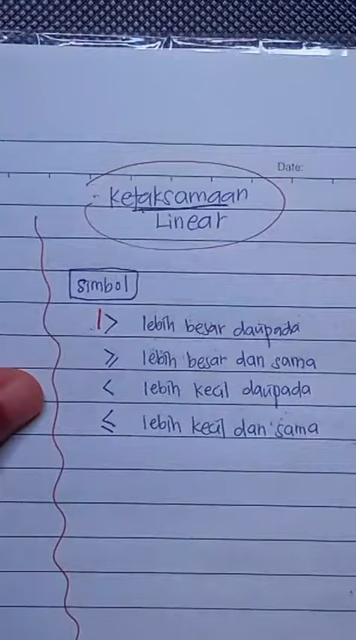 Date:
Ketaksamaan
Linear
simbol
> lebih besar daripada
⩾ lebih besar dan sama
< lebih kecil daripada
⩽ lebih kecil dan sama